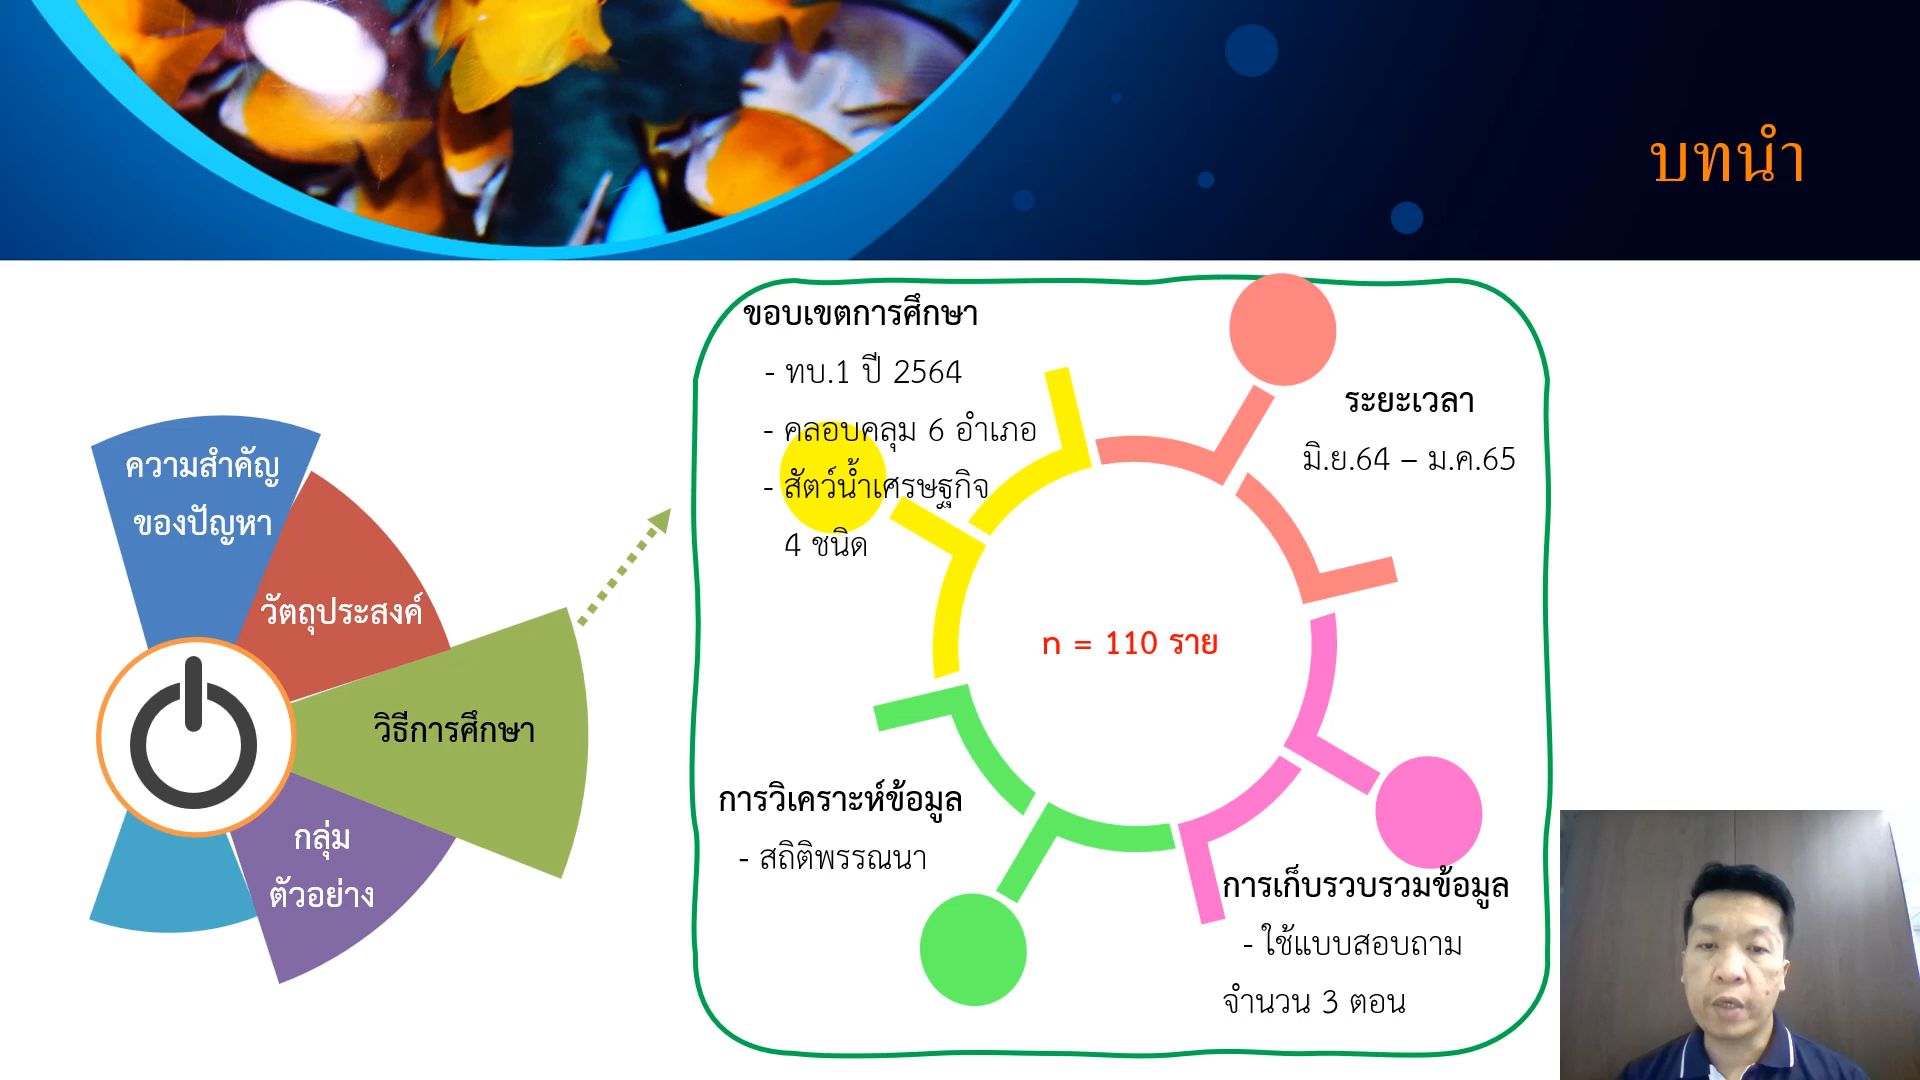 บทนำ
ความสำคัญ
ของปัญหา
วัตถุประสงค์
วิธีการศึกษา
กลุ่ม
ตัวอย่าง
ขอบเขตการศึกษา
- ทบ.1 ปี 2564
- คลอบคลุม 6 อำเภอ
- สัตว์น้ำเศรษฐกิจ
4 ชนิด
ระยะเวลา
มิ.ย.64 – ม.ค.65
n = 110 ราย
การวิเคราะห์ข้อมูล
- สถิติพรรณนา
การเก็บรวบรวมข้อมูล
- ใช้แบบสอบถาม
จำนวน 3 ตอน